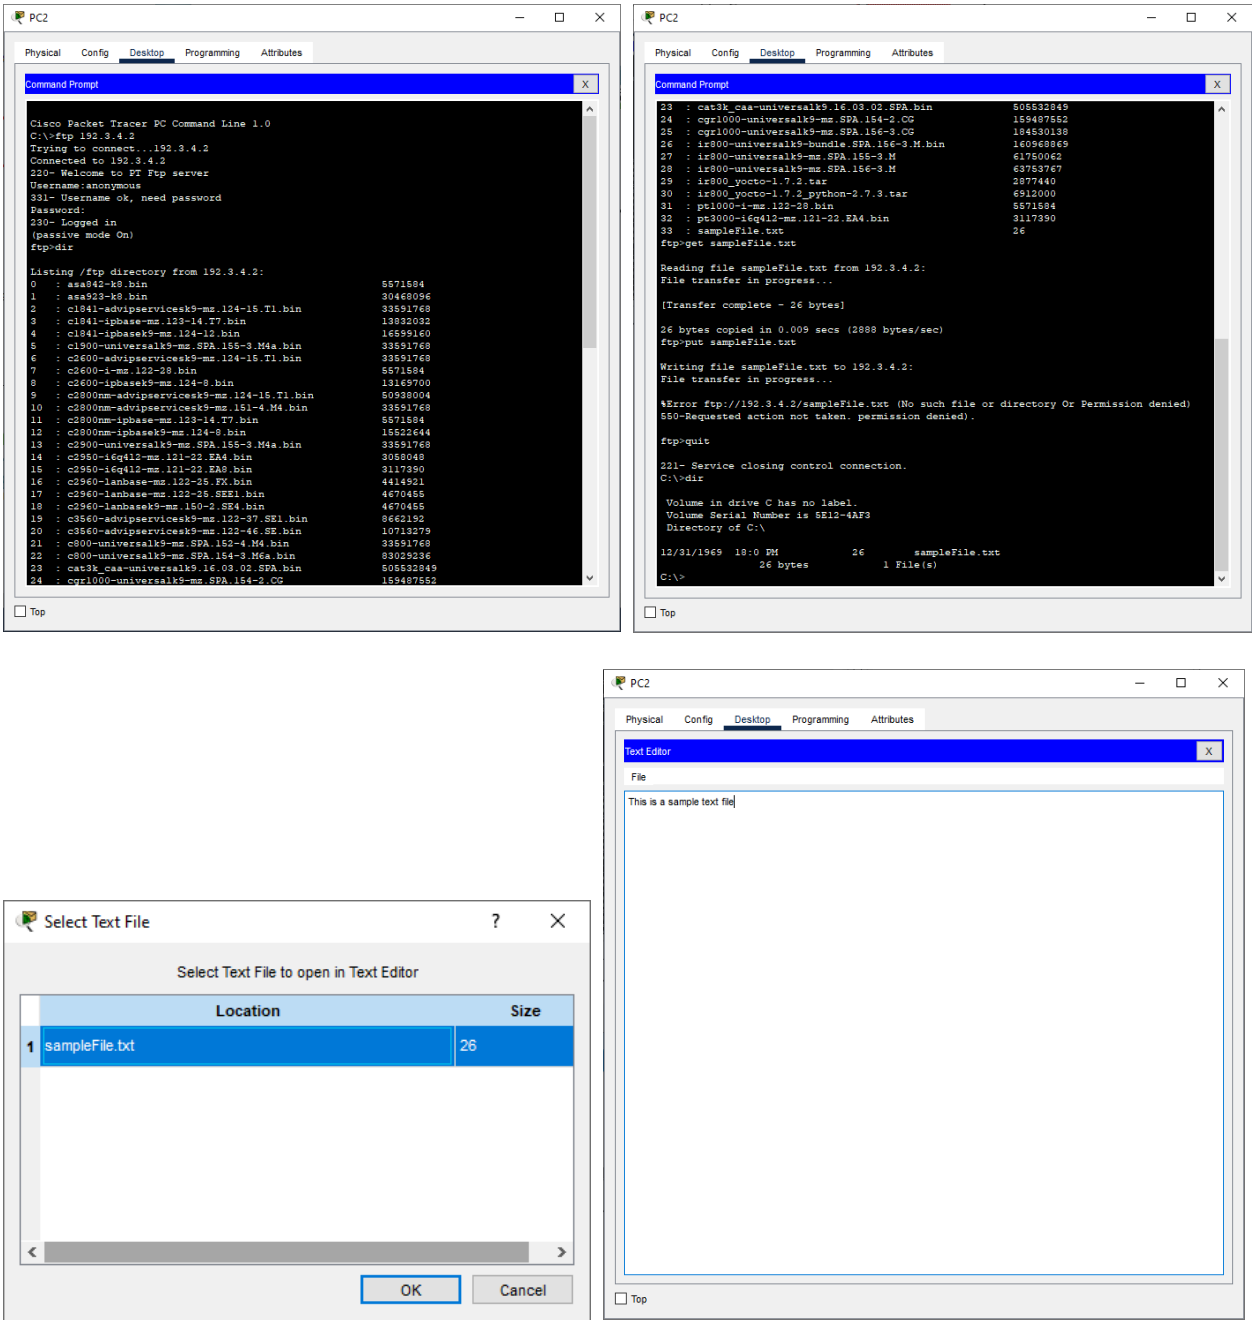 PC2
Physical Config Desktop Programming Attributes
Command Prompt
X
Cisco Packet Tracer PC Command Line 1.0
C:\>ftp 192.3.4.2
Trying to connect...192.3.4.2
Connected to 192.3.4.2
220- Welcome to PT Ftp server
Username:anonymous
331- Username ok, need password
Password:
230- Logged in
(passive mode On)
ftp>dir
Listing /ftp directory from 192.3.4.2:
0 : asa842-k8.bin 5571584
1 : asa923-k8.bin 30468096
2 : c1841-advipservicesk9-mz.124-15.T1.bin 33591768
3 : c1841-ipbase-mz.123-14.T7.bin 13832032
4 : c1841-ipbasek9-mz.124-12.bin 16599160
5 : c1900-universalk9-mz.SPA.155-3.M4a.bin 33591768
6 : c2600-advipservicesk9-mz.124-15.T1.bin 33591768
7 : c2600-i-mz.122-28.bin 5571584
8 : c2600-ipbasek9-mz.124-8.bin 13169700
9 : c2800nm-advipservicesk9-mz.124-15.T1.bin 50938004
10 : c2800nm-advipservicesk9-mz.151-4.M4.bin 33591768
11 : c2800nm-ipbase-mz.123-14.T7.bin 5571584
12 : c2800nm-ipbasek9-mz.124-8.bin 15522644
13 : c2900-universalk9-mz.SPA.155-3.M4a.bin 33591768
14 : c2950-i6q4l2-mz.121-22.EA4.bin 3058048
15 : c2950-i6q4l2-mz.121-22.EA8.bin 3117390
16 : c2960-lanbase-mz.122-25.FX.bin 4414921
17 : c2960-lanbase-mz.122-25.SEE1.bin 4670455
18 : c2960-lanbasek9-mz.150-2.SE4.bin 4670455
19 : c3560-advipservicesk9-mz.122-37.SE1.bin 8662192
20 : c3560-advipservicesk9-mz.122-46.SE.bin 10713279
21 : c800-universalk9-mz.SPA.152-4.M4.bin 33591768
22 : c800-universalk9-mz.SPA.154-3.M6a.bin 83029236
23 : cat3k_caa-universalk9.16.03.02.SPA.bin 505532849
24 : cgr1000-universalk9-mz.SPA.154-2.CG 159487552
Top
PC2
Physical Config Desktop Programming Attributes
Command Prompt
X
23 : cat3k_caa-universalk9.16.03.02.SPA.bin 505532849
24 : cgr1000-universalk9-mz.SPA.154-2.CG 159487552
25 : cgr1000-universalk9-mz.SPA.156-3.CG 184530138
26 : ir800-universalk9-bundle.SPA.156-3.M.bin 160968869
27 : ir800-universalk9-mz.SPA.155-3.M 61750062
28 : ir800-universalk9-mz.SPA.156-3.M 63753767
29 : ir800_yocto-1.7.2.tar 2877440
30 : ir800_yocto-1.7.2_python-2.7.3.tar 6912000
31 : pt1000-i-mz.122-28.bin 5571584
32 : pt3000-i6q4l2-mz.121-22.EA4.bin 3117390
33 : sampleFile.txt 26
ftp>get sampleFile.txt
Reading file sampleFile.txt from 192.3.4.2:
File transfer in progress...
[Transfer complete - 26 bytes]
26 bytes copied in 0.009 secs (2888 bytes/sec)
ftp>put sampleFile.txt
Writing file sampleFile.txt to 192.3.4.2:
File transfer in progress...
%Error ftp://192.3.4.2/sampleFile.txt (No such file or directory Or Permission denied)
550-Requested action not taken. permission denied).
ftp>quit
221- Service closing control connection.
C:\>dir
Volume in drive C has no label.
Volume Serial Number is 5E12-4AF3
Directory of C:\
12/31/1969 18:0 PM 26 sampleFile.txt
26 bytes 1 File(s)
C:\>
Top
Select Text File ?
Select Text File to open in Text Editor
Location Size
1 sampleFile.txt 26
OK Cancel
PC2
Physical Config Desktop Programming Attributes
Text Editor
X
File
This is a sample text file
Top